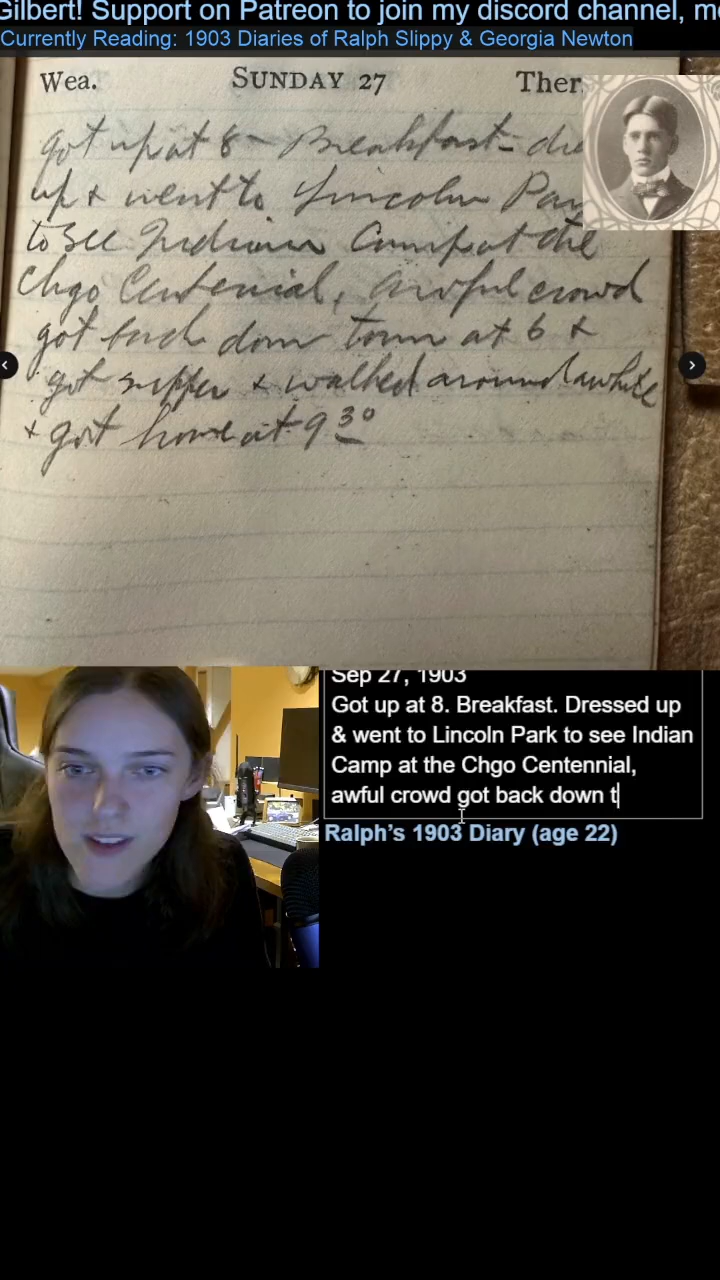 Gilbert! Support on Patreon to join my discord channel, m
Currently Reading: 1903 Diaries of Ralph Slippy & Georgia Newton
Wea. SUNDAY 27 Ther.
got up at 8 - Breakfast - dre
up & went to Lincoln Par
to see Indian Camp at the
Chgo Centenial, awful crowd
got back down town at 6 &
got supper & walked around awhile
& got home at 9 30
Sep 27, 1903
Got up at 8. Breakfast. Dressed up
& went to Lincoln Park to see Indian
Camp at the Chgo Centennial,
awful crowd got back down t
Ralph's 1903 Diary (age 22)